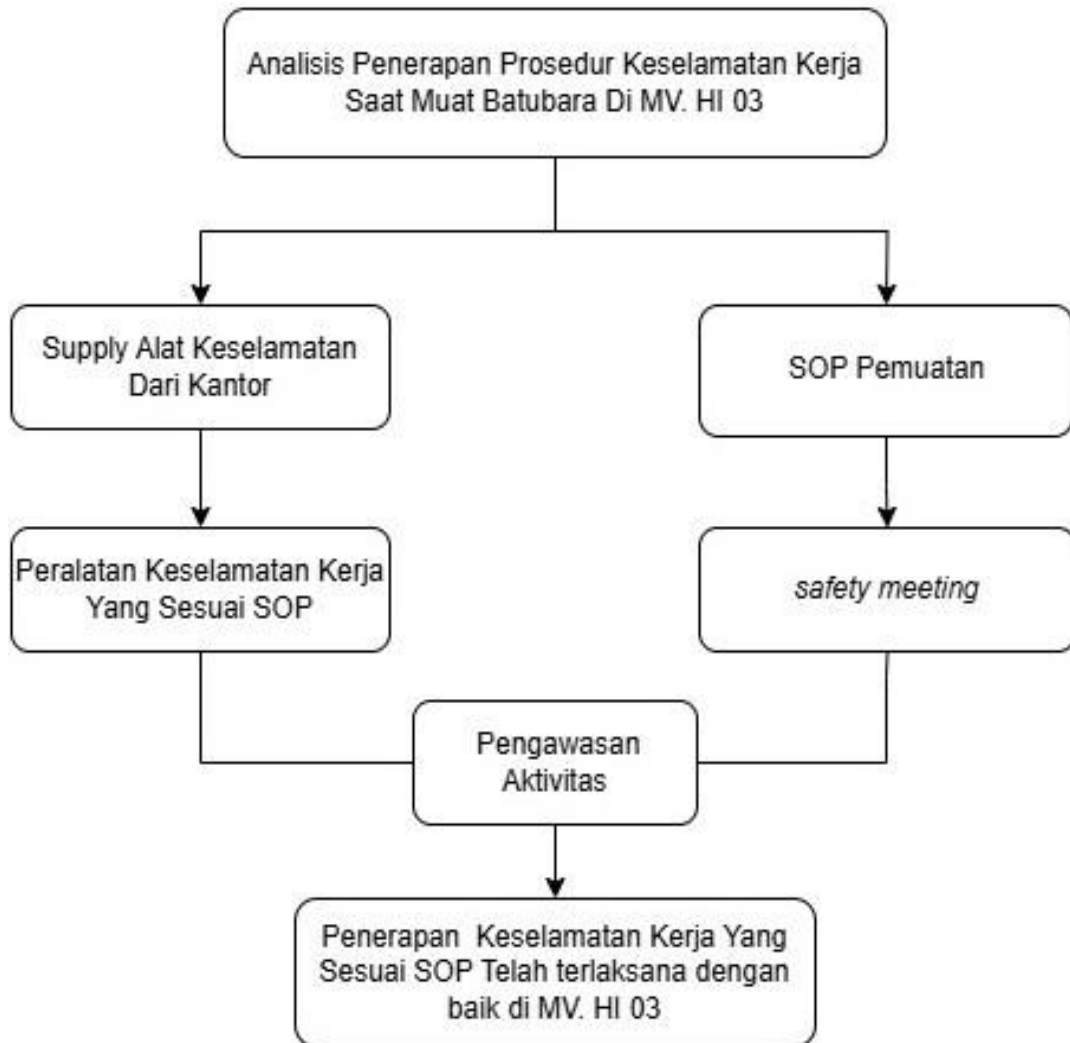 Analisis Penerapan Prosedur Keselamatan Kerja
Saat Muat Batubara Di MV. HI 03
Supply Alat Keselamatan
Dari Kantor
SOP Pemuatan
Peralatan Keselamatan Kerja
Yang Sesuai SOP
safety meeting
Pengawasan
Aktivitas
Penerapan Keselamatan Kerja Yang
Sesuai SOP Telah terlaksana dengan
baik di MV. HI 03